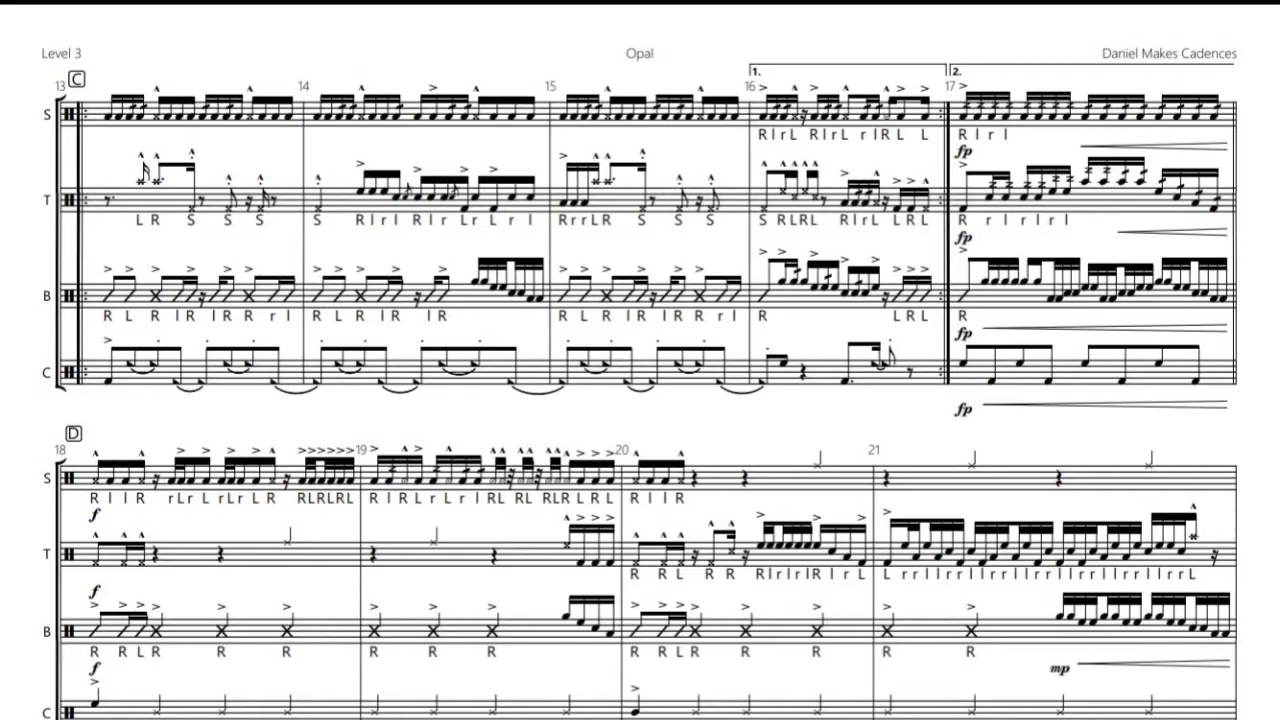 Level 3 Opal Daniel Makes Cadences
13 C 14 15 16 1. 17 2.
S
R l r L R l r L r l R L L R l r l
fp
T
L R S S S S R l r l R l r L r L r l R r r L R S S S S R L R L R l r L L R L R r l r l r l
fp
B
R L R l R l R R r l R L R l R l R R L R l R l R R r l R L R L R
fp
C
fp
18 D 19 20 21
S
R l l R r L r L r L r L R R L R L R L R l R L r L r l R L R L R L R L R L R l l R
f
T
R R L R R R l r l r l R l r L L r r l l r r l l r r l l r r l l r r l l r r l l r r L
f
B
R R L R R R R R R R R L R R R R R
f mp
C